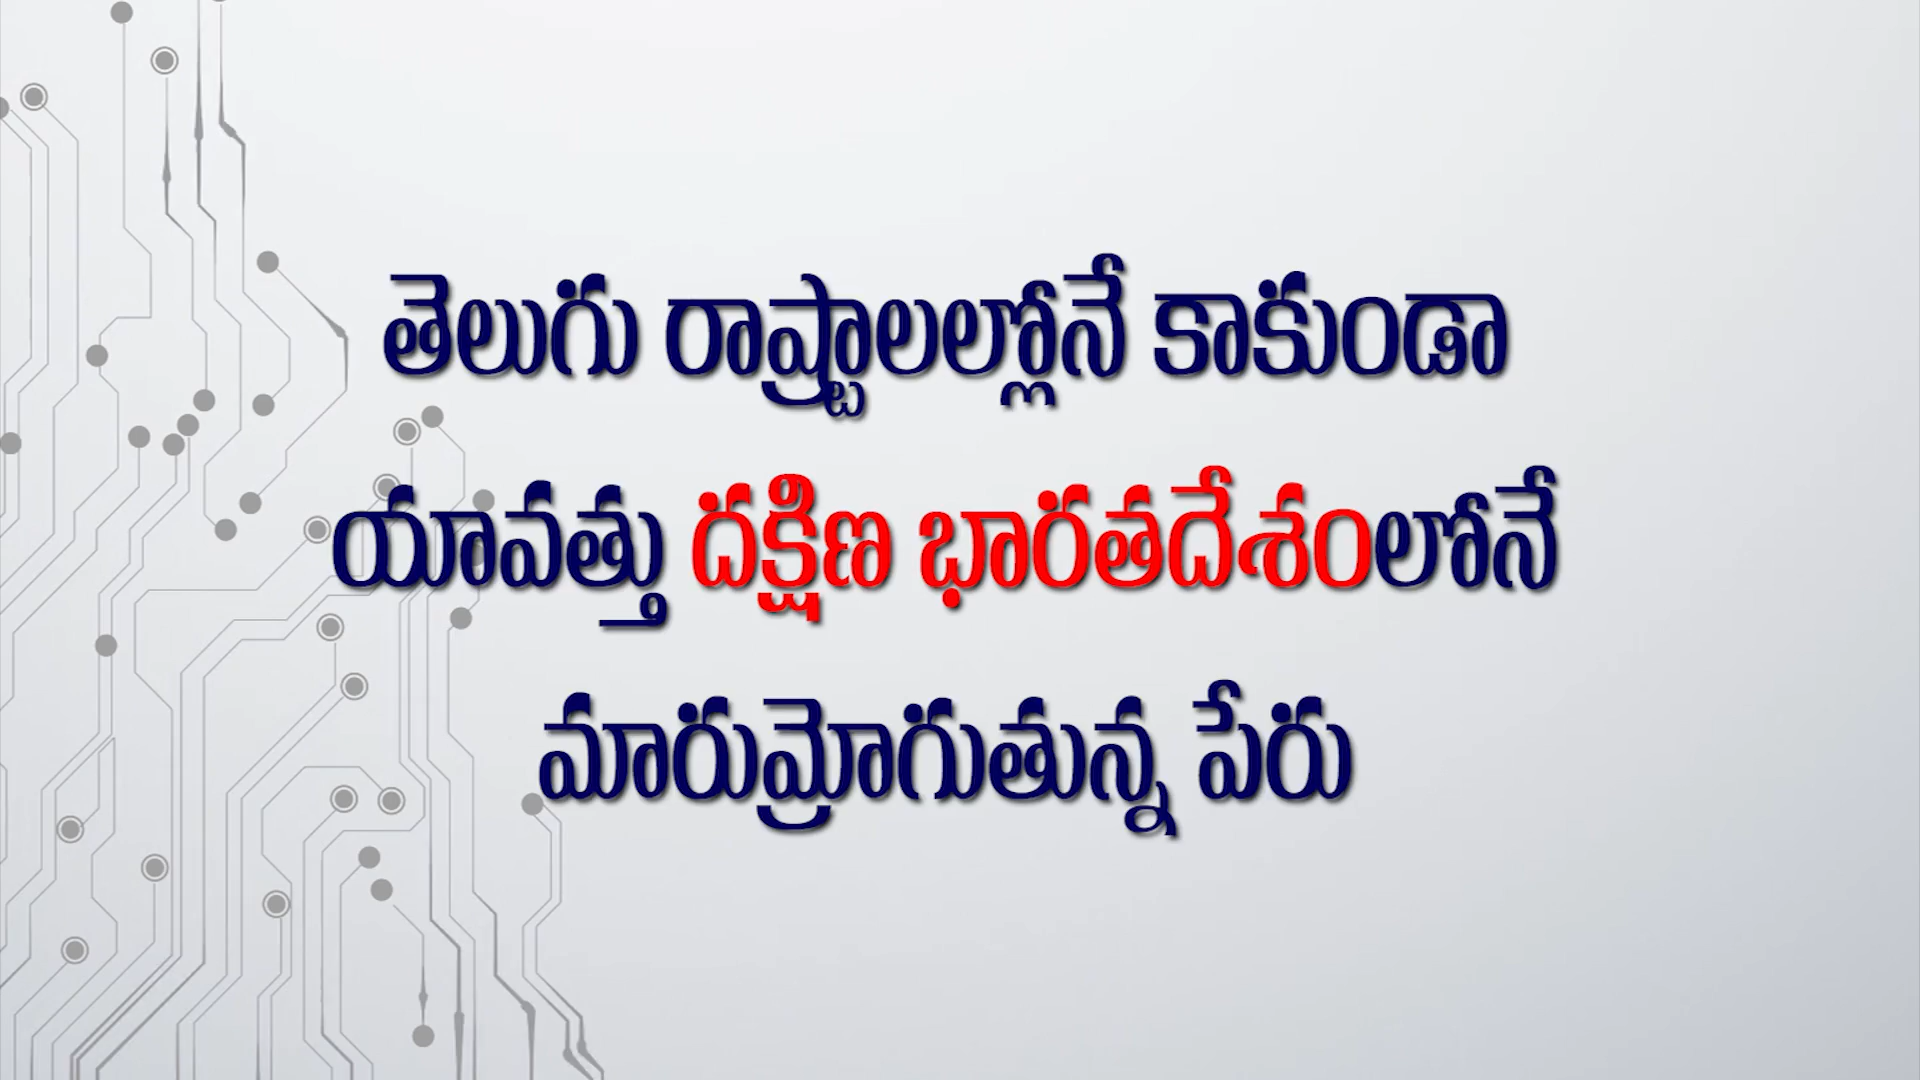 తెలుగు రాష్ట్రాలల్లోనే కాకుండా
యావత్తు దక్షిణ భారతదేశంలోనే
మారుమ్రోగుతున్న పేరు